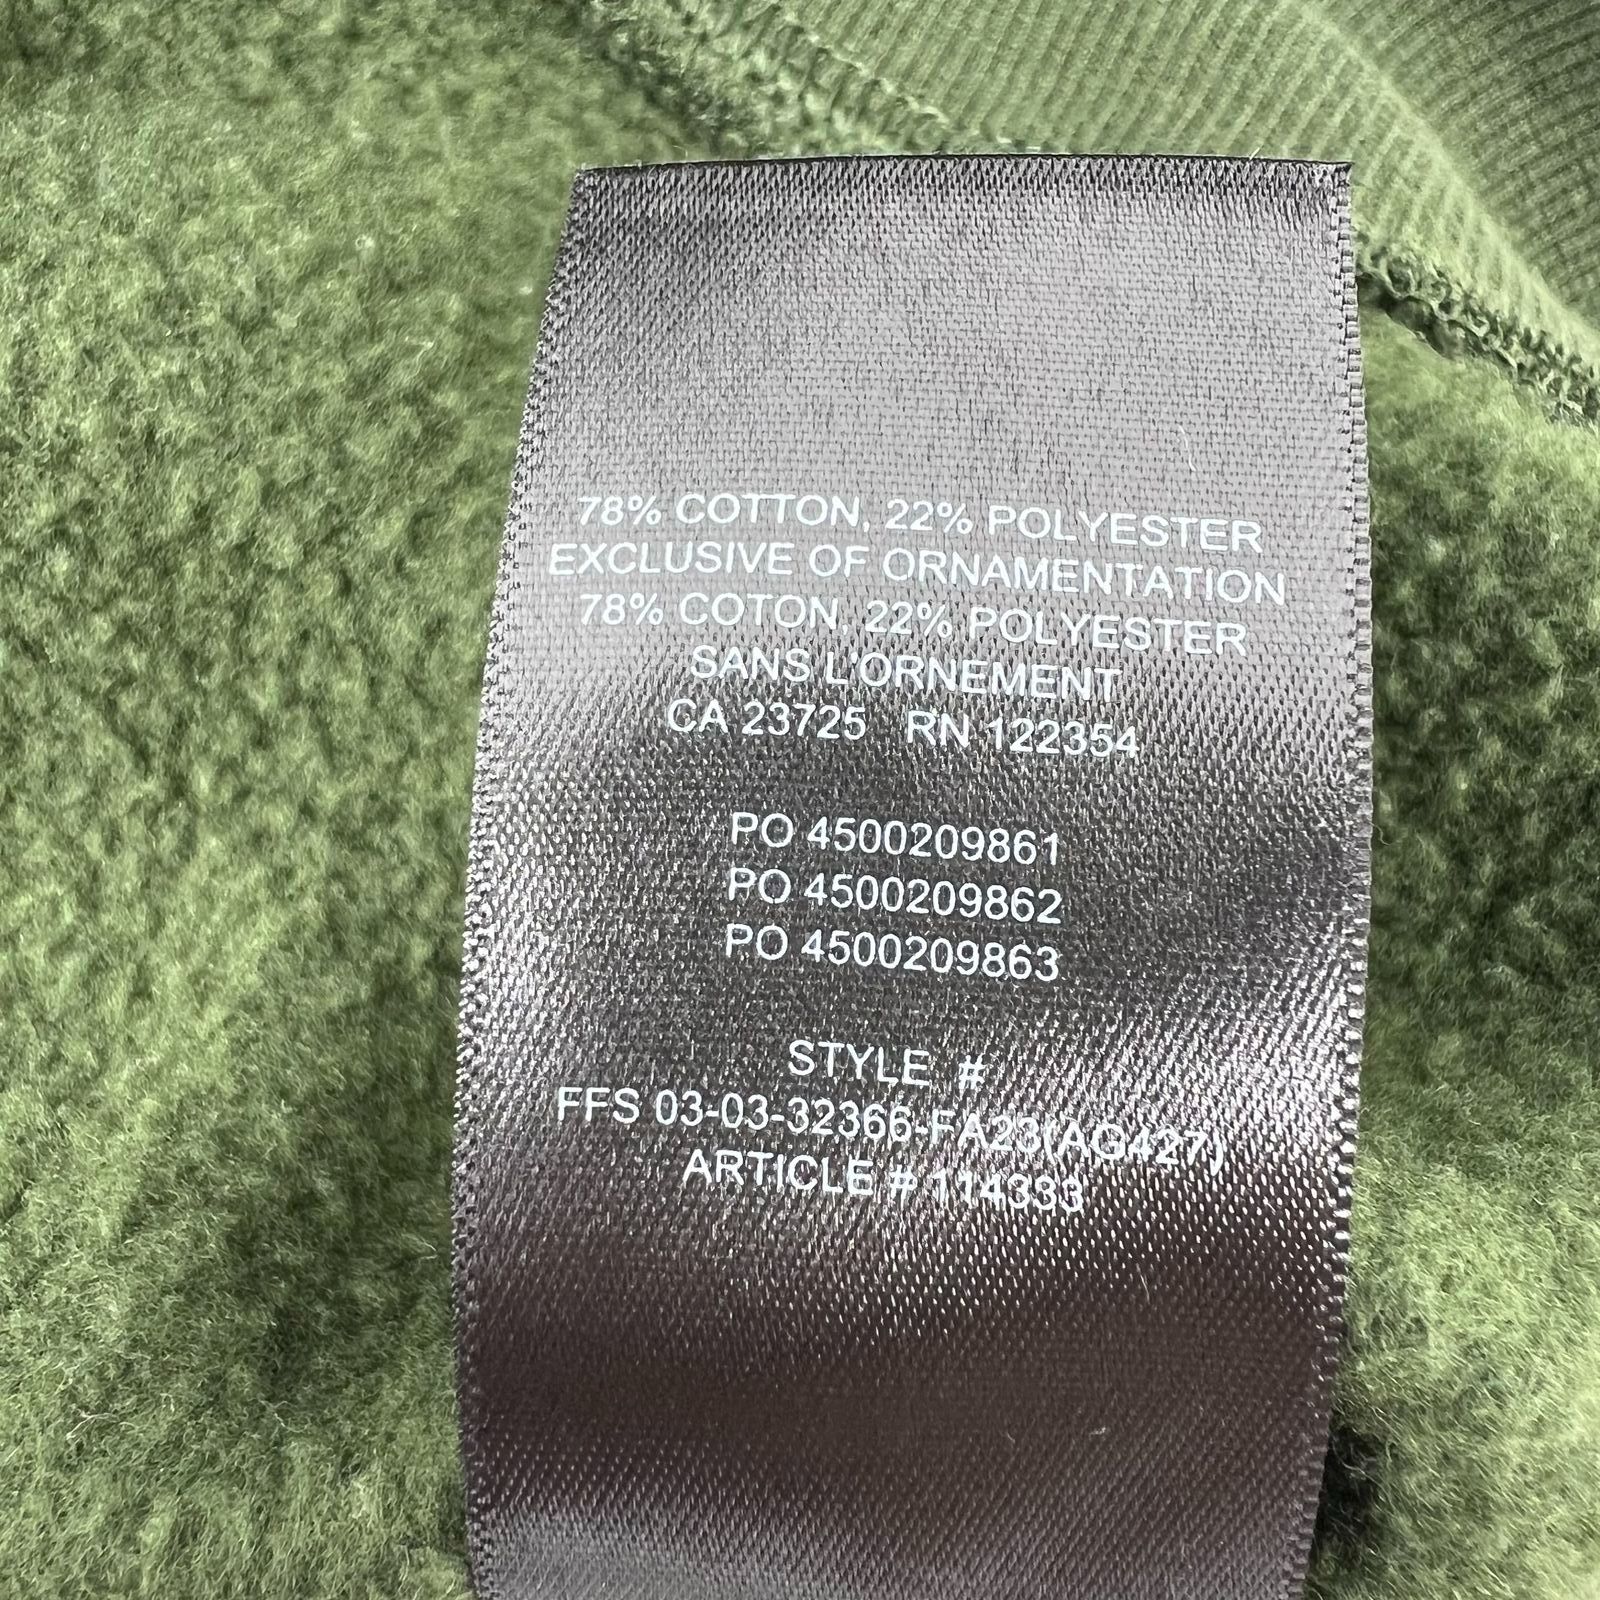 78% COTTON, 22% POLYESTER
EXCLUSIVE OF ORNAMENTATION
78% COTON, 22% POLYESTER
SANS L'ORNEMENT
CA 23725 RN 122354
PO 4500209861
PO 4500209862
PO 4500209863
STYLE #
FFS 03-03-32366-FA23(AG427)
ARTICLE # 114383